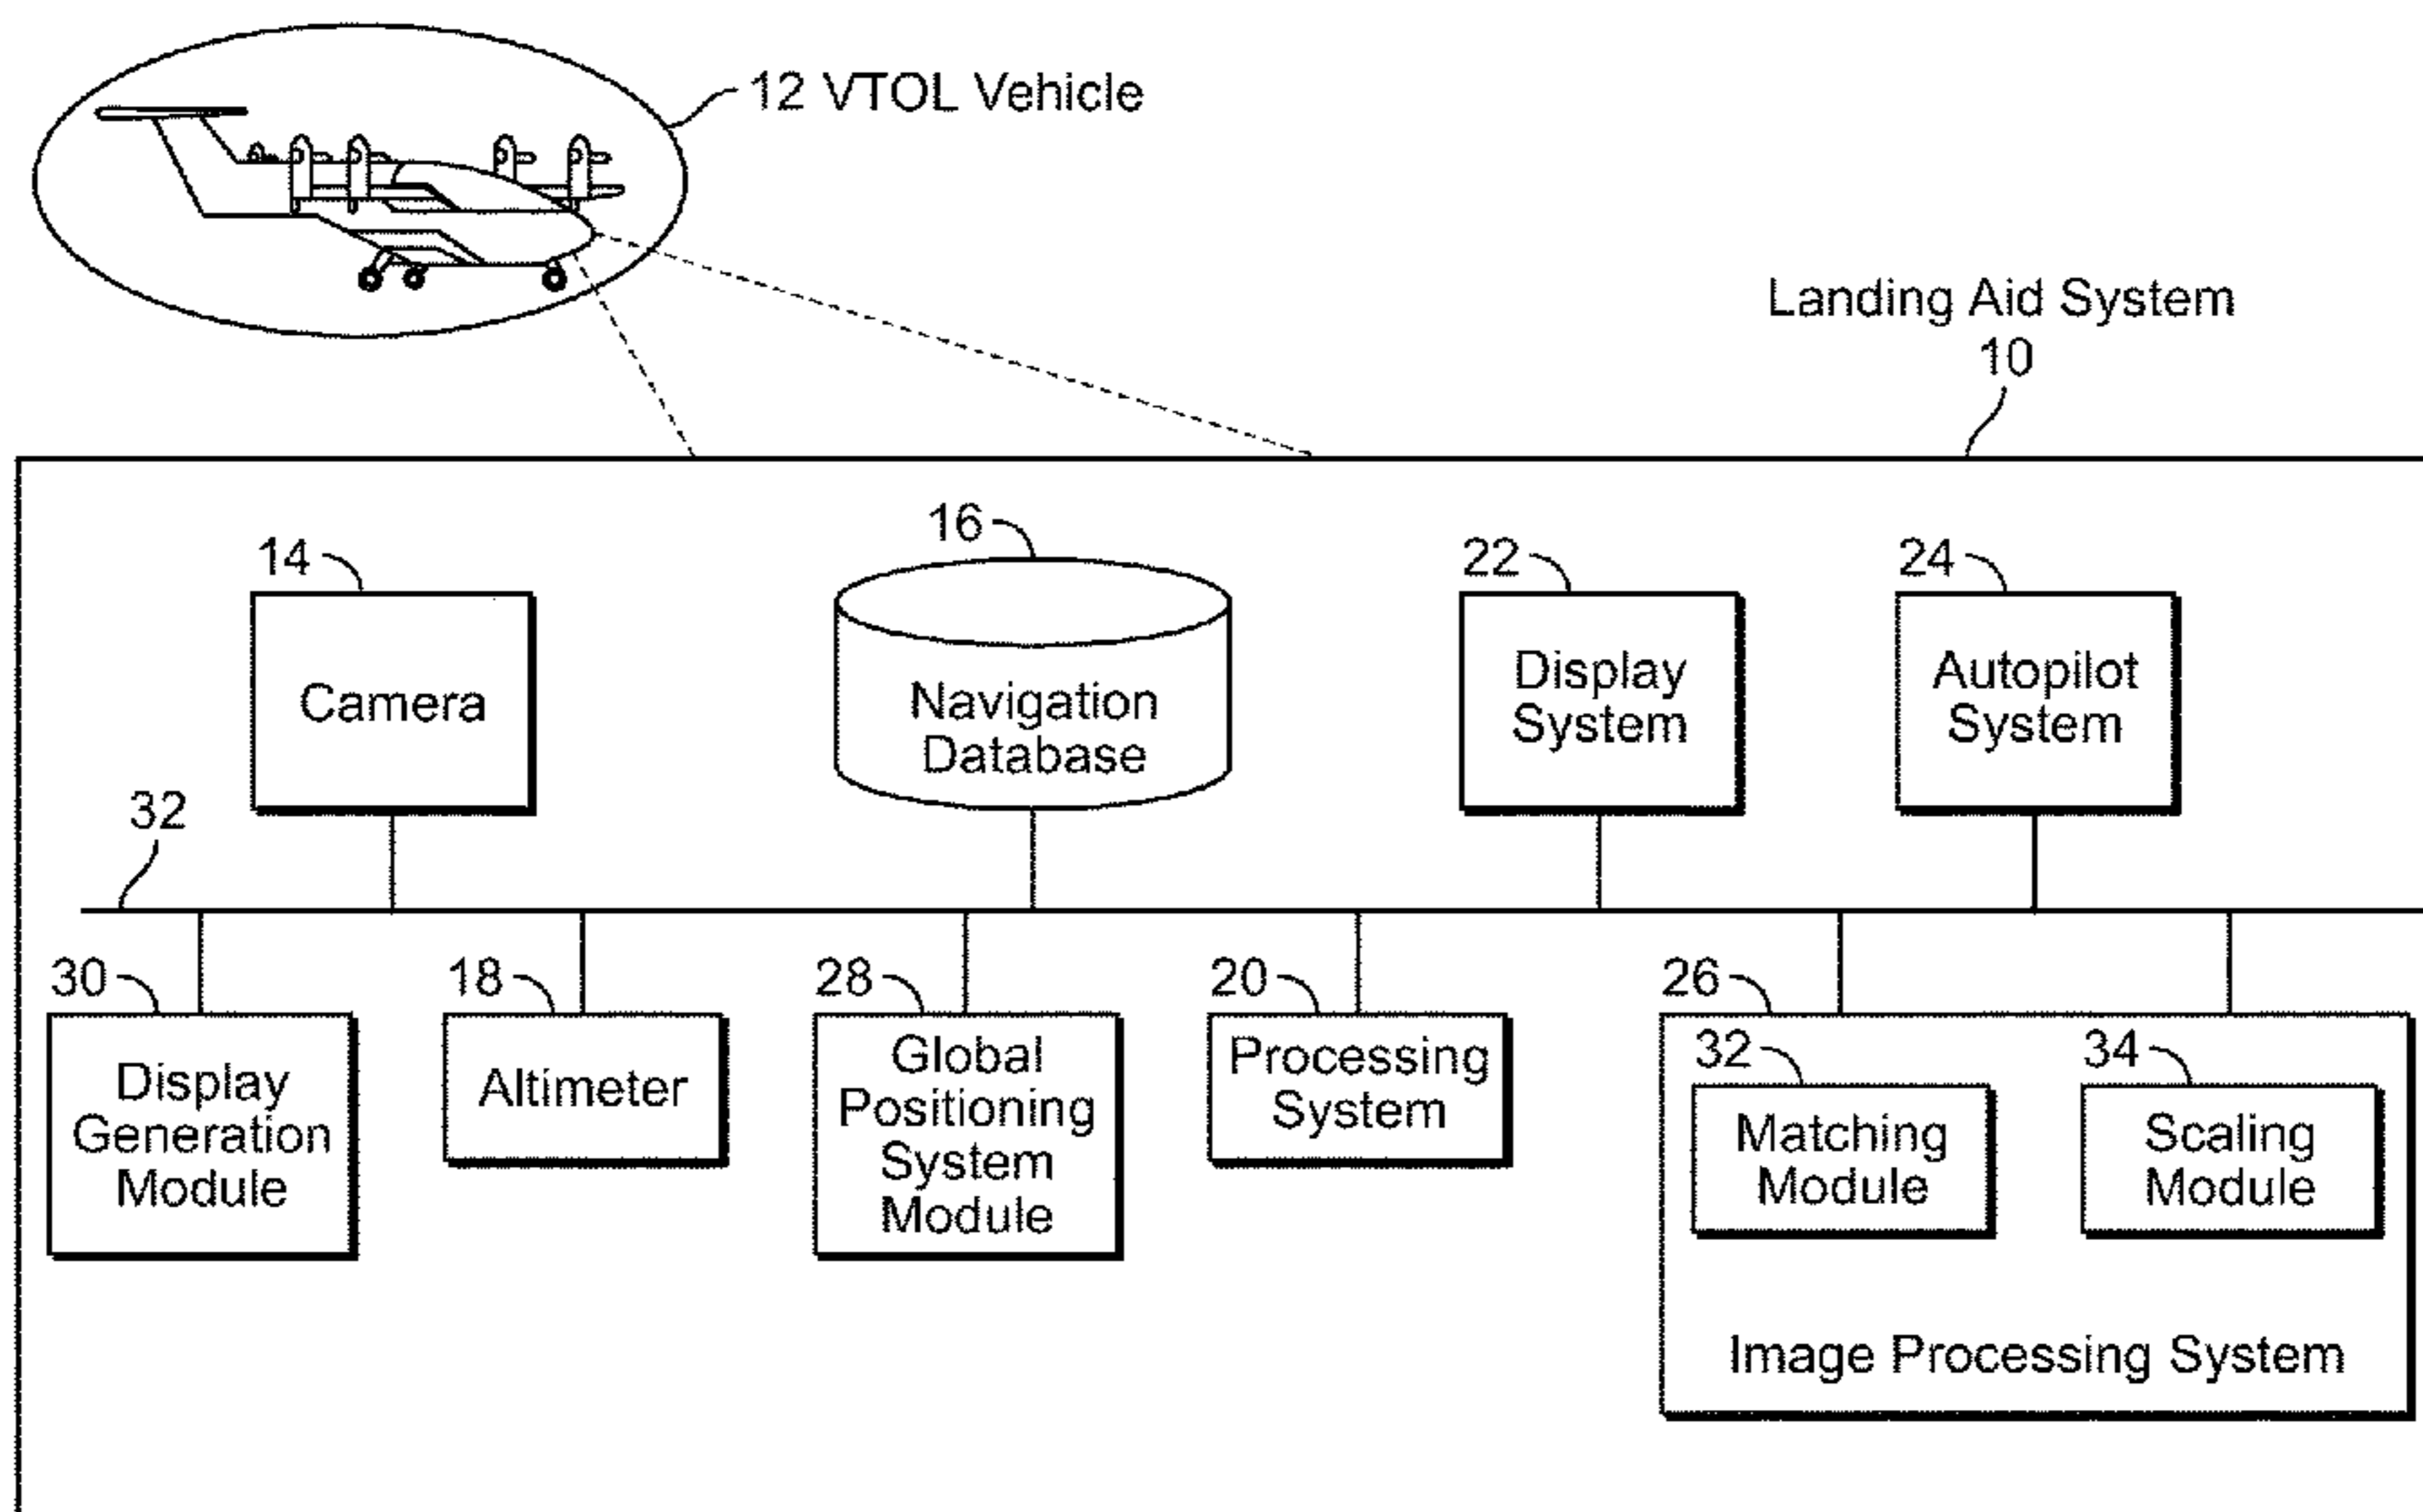 12 VTOL Vehicle
Landing Aid System
10
14
16
22
24
Camera
Navigation
Database
Display
System
Autopilot
System
32
30
18
28
20
26
Display
Generation
Module
Altimeter
Global
Positioning
System
Module
Processing
System
32
34
Matching
Module
Scaling
Module
Image Processing System